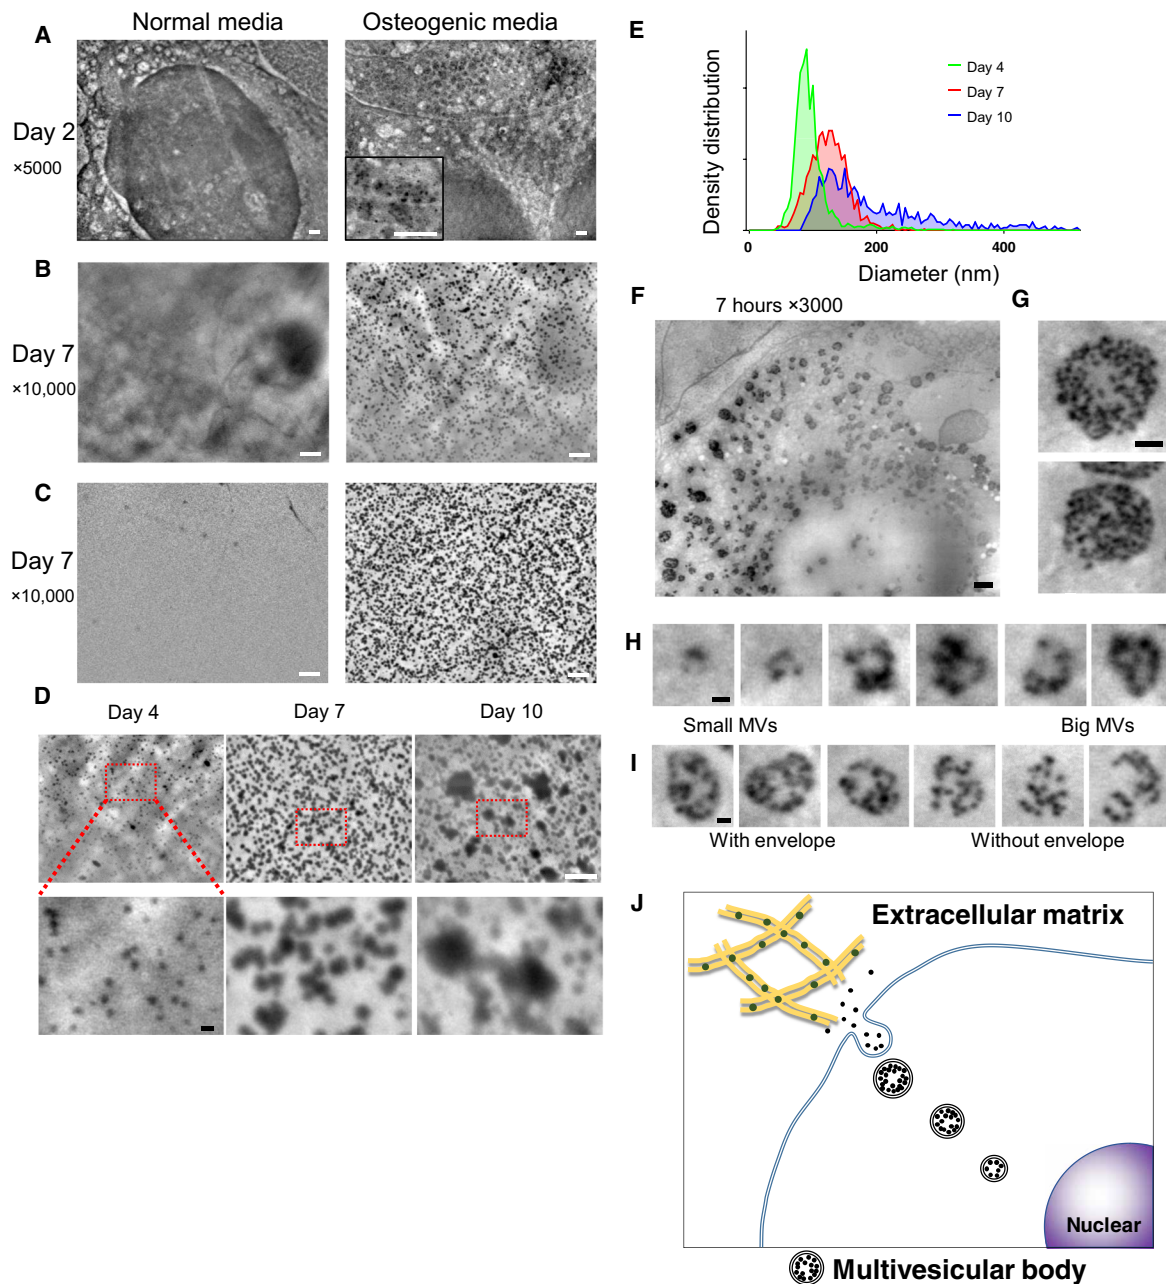 Normal media
Osteogenic media
A
Day 2
×5000
B
Day 7
×10,000
C
Day 7
×10,000
D
Day 4
Day 7
Day 10
E
Density distribution
Day 4
Day 7
Day 10
0
200
400
Diameter (nm)
F
7 hours ×3000
G
H
Small MVs
Big MVs
I
With envelope
Without envelope
J
Extracellular matrix
Nuclear
Multivesicular body